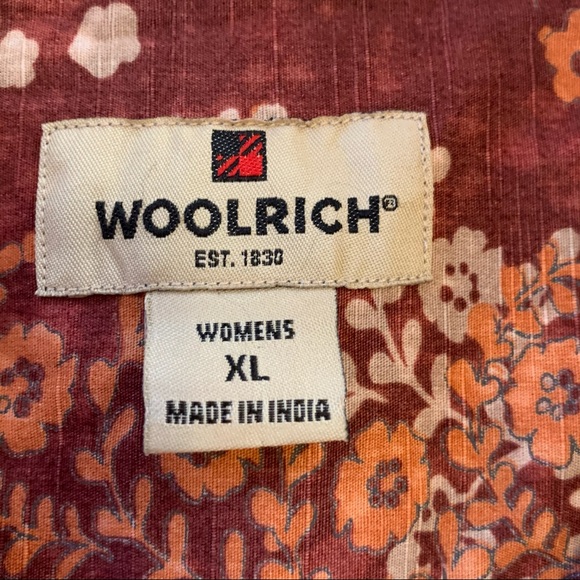 WOOLRICH®
EST. 1830
WOMENS
XL
MADE IN INDIA